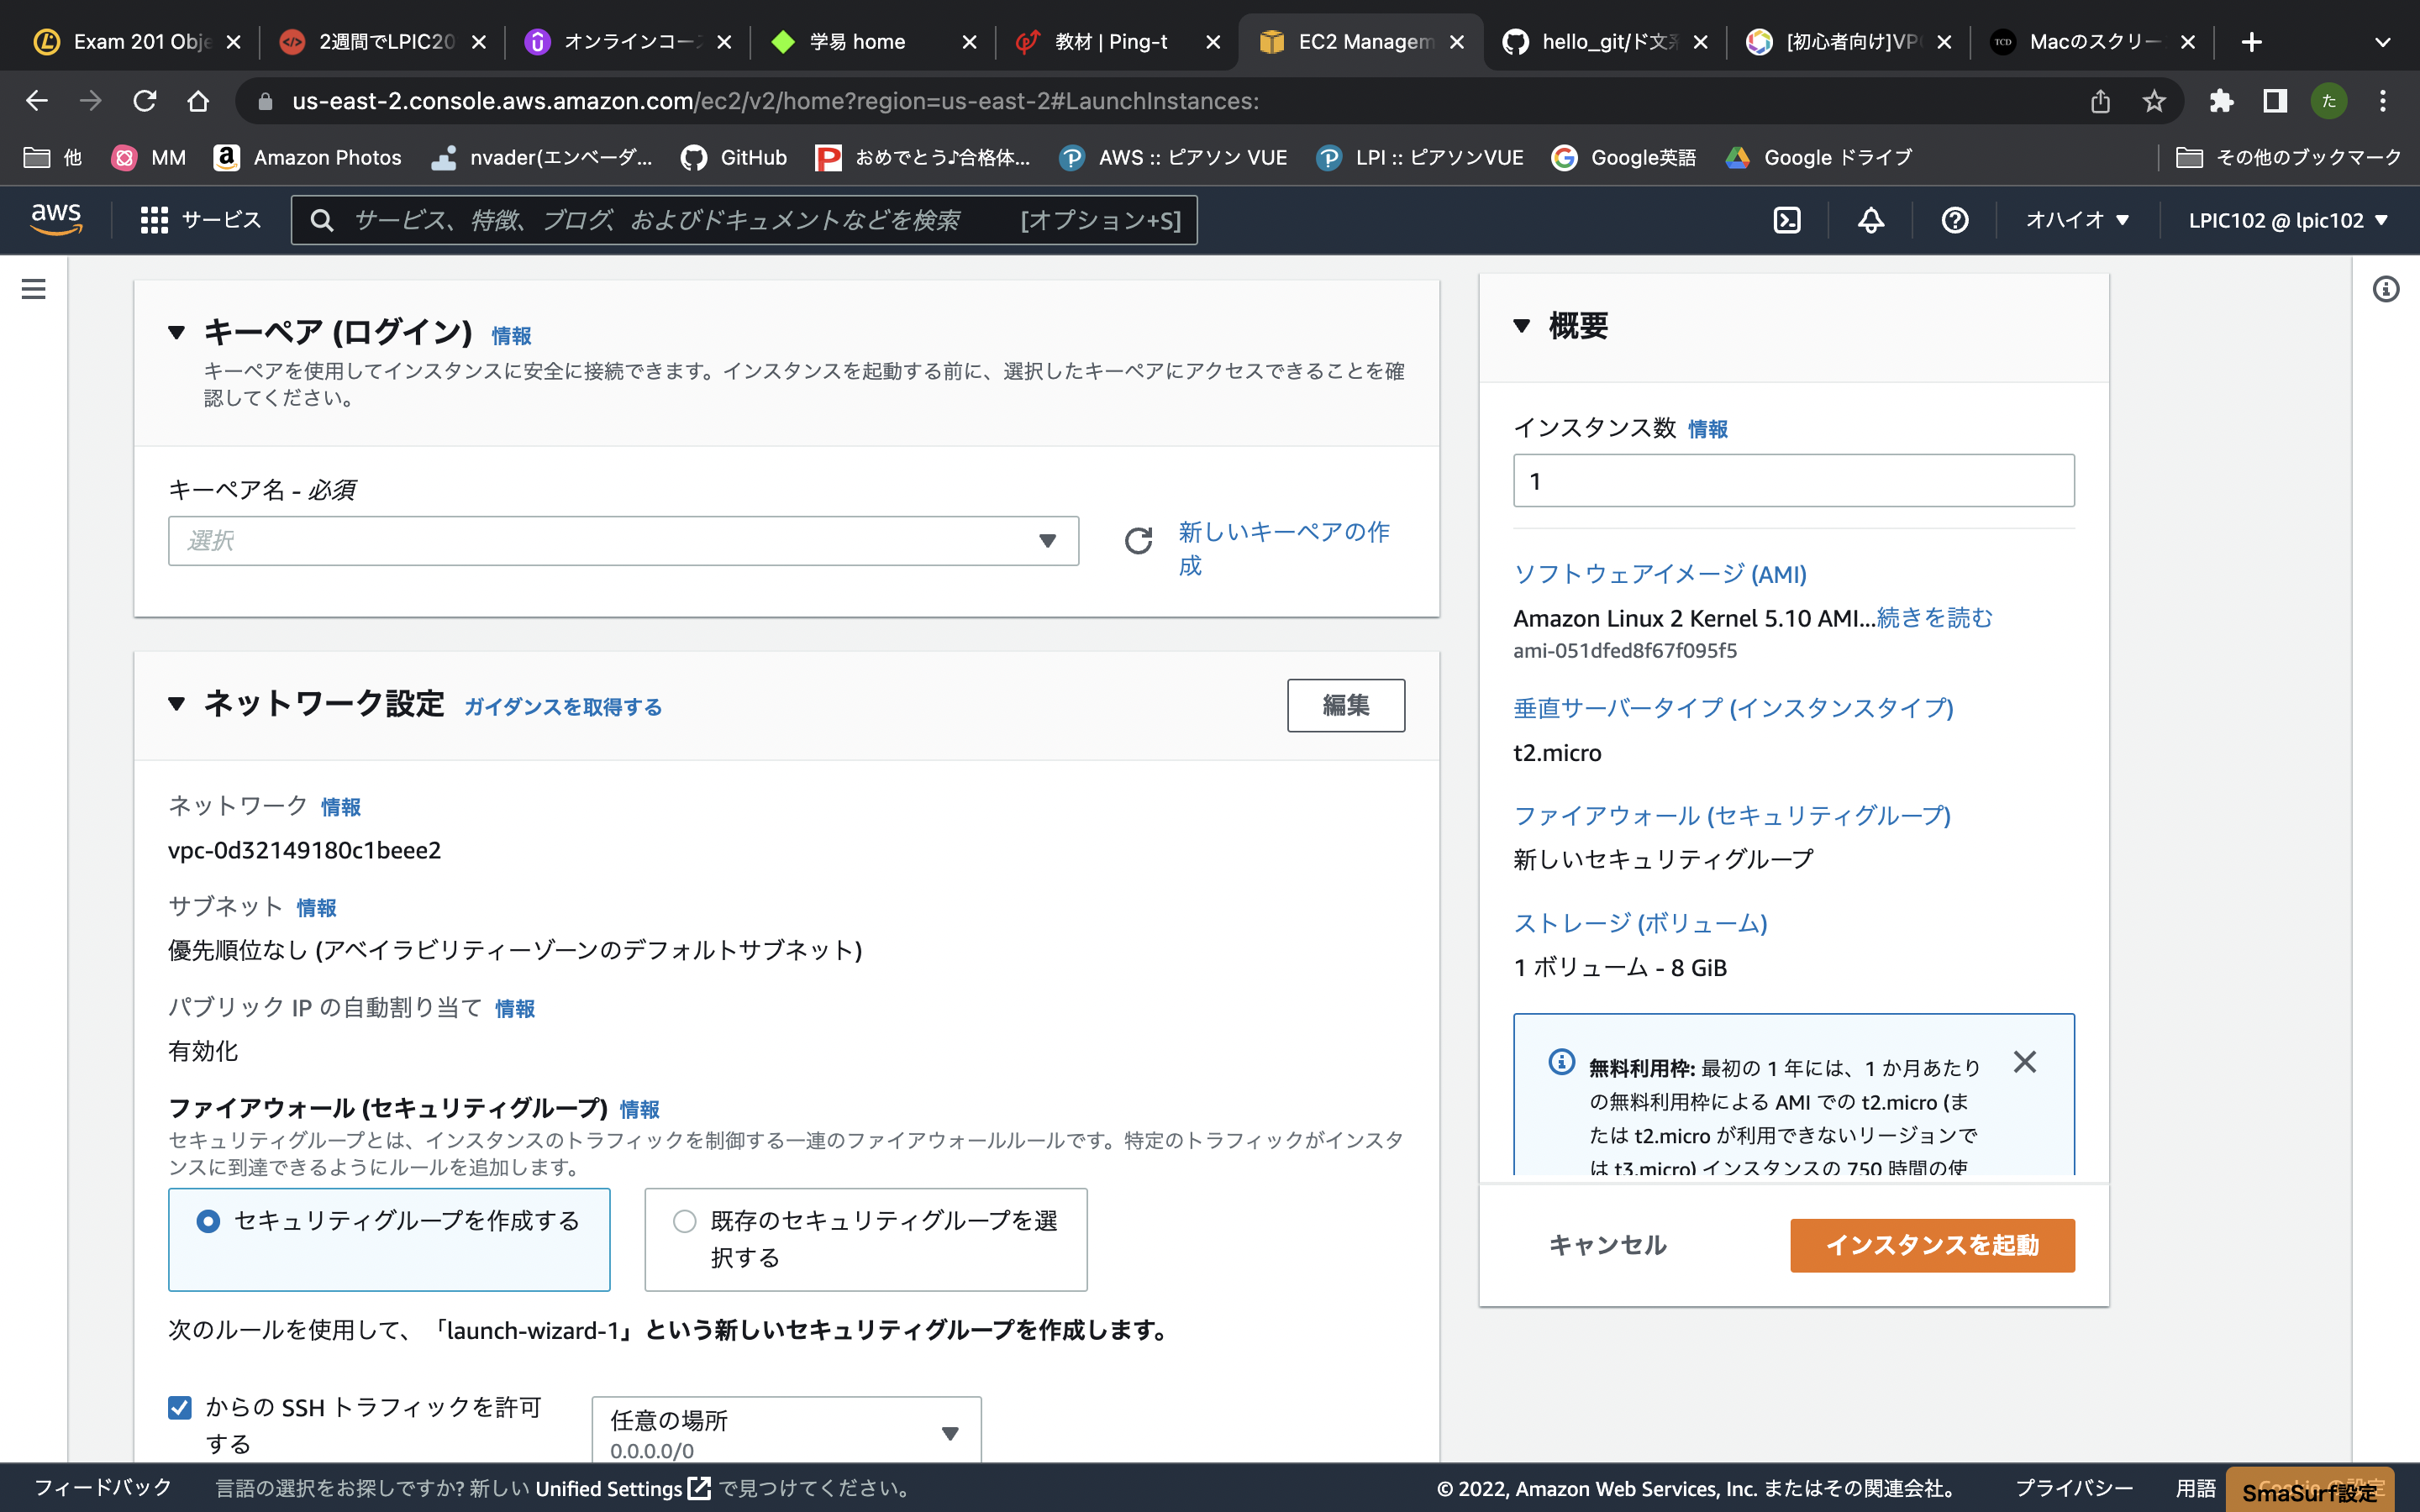 Exam 201 Obje
2週間でLPIC20
オンラインコース
学易 home
教材 | Ping-t
EC2 Managem
hello_git/ド文系
[初心者向け]VPC
TCD
Macのスクリー
us-east-2.console.aws.amazon.com/ec2/v2/home?region=us-east-2#LaunchInstances:
た
他
MM
Amazon Photos
nvader(エンベーダ...
GitHub
おめでとう♪合格体...
AWS :: ピアソン VUE
LPI :: ピアソンVUE
Google英語
Google ドライブ
その他のブックマーク
aws
サービス
サービス、特徴、ブログ、およびドキュメントなどを検索
[オプション+S]
オハイオ
LPIC102 @ lpic102
キーペア (ログイン) 情報
キーペアを使用してインスタンスに安全に接続できます。インスタンスを起動する前に、選択したキーペアにアクセスできることを確
認してください。
キーペア名 - 必須
選択
新しいキーペアの作
成
ネットワーク設定 ガイダンスを取得する
編集
ネットワーク 情報
vpc-0d32149180c1beee2
サブネット 情報
優先順位なし (アベイラビリティーゾーンのデフォルトサブネット)
パブリック IP の自動割り当て 情報
有効化
ファイアウォール (セキュリティグループ) 情報
セキュリティグループとは、インスタンスのトラフィックを制御する一連のファイアウォールルールです。特定のトラフィックがインスタ
ンスに到達できるようにルールを追加します。
セキュリティグループを作成する
既存のセキュリティグループを選
択する
次のルールを使用して、「launch-wizard-1」という新しいセキュリティグループを作成します。
からの SSH トラフィックを許可
する
任意の場所
0.0.0.0/0
概要
インスタンス数 情報
1
ソフトウェアイメージ (AMI)
Amazon Linux 2 Kernel 5.10 AMI...続きを読む
ami-051dfed8f67f095f5
垂直サーバータイプ (インスタンスタイプ)
t2.micro
ファイアウォール (セキュリティグループ)
新しいセキュリティグループ
ストレージ (ボリューム)
1 ボリューム - 8 GiB
無料利用枠: 最初の 1 年には、1 か月あたり
の無料利用枠による AMI での t2.micro (ま
たは t2.micro が利用できないリージョンで
は t3.micro) インスタンスの 750 時間の使
キャンセル
インスタンスを起動
フィードバック
言語の選択をお探しですか? 新しい Unified Settings で見つけてください。
© 2022, Amazon Web Services, Inc. またはその関連会社。
プライバシー
用語
SmaSurf設定